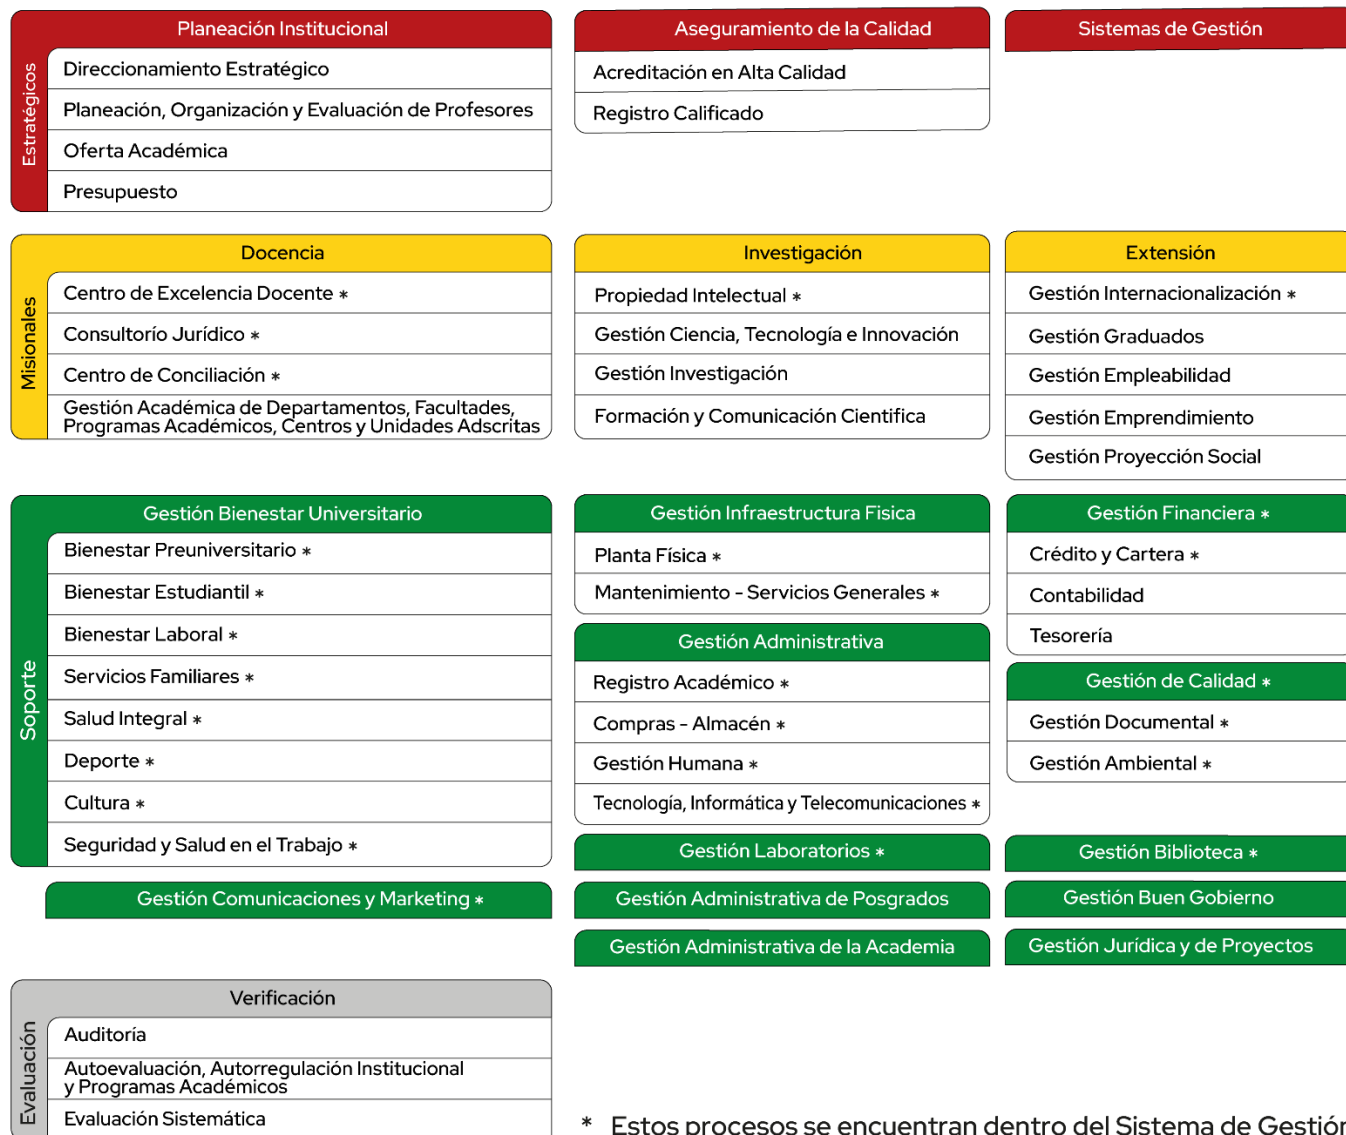 Planeación Institucional
Estratégicos
Direccionamiento Estratégico
Planeación, Organización y Evaluación de Profesores
Oferta Académica
Presupuesto
Aseguramiento de la Calidad
Acreditación en Alta Calidad
Registro Calificado
Sistemas de Gestión
Docencia
Misionales
Centro de Excelencia Docente *
Consultorío Jurídico *
Centro de Conciliación *
Gestión Académica de Departamentos, Facultades,
Programas Académicos, Centros y Unidades Adscritas
Investigación
Propiedad Intelectual *
Gestión Ciencia, Tecnología e Innovación
Gestión Investigación
Formación y Comunicación Cientifica
Extensión
Gestión Internacionalización *
Gestión Graduados
Gestión Empleabilidad
Gestión Emprendimiento
Gestión Proyección Social
Gestión Bienestar Universitario
Soporte
Bienestar Preuniversitario *
Bienestar Estudiantil *
Bienestar Laboral *
Servicios Familiares *
Salud Integral *
Deporte *
Cultura *
Seguridad y Salud en el Trabajo *
Gestión Comunicaciones y Marketing *
Gestión Infraestructura Fisica
Planta Física *
Mantenimiento - Servicios Generales *
Gestión Administrativa
Registro Académico *
Compras - Almacén *
Gestión Humana *
Tecnología, Informática y Telecomunicaciones *
Gestión Laboratorios *
Gestión Administrativa de Posgrados
Gestión Administrativa de la Academia
Gestión Financiera *
Crédito y Cartera *
Contabilidad
Tesorería
Gestión de Calidad *
Gestión Documental *
Gestión Ambiental *
Gestión Biblioteca *
Gestión Buen Gobierno
Gestión Jurídica y de Proyectos
Verificación
Evaluación
Auditoría
Autoevaluación, Autorregulación Institucional
y Programas Académicos
Evaluación Sistemática
* Estos procesos se encuentran dentro del Sistema de Gestión